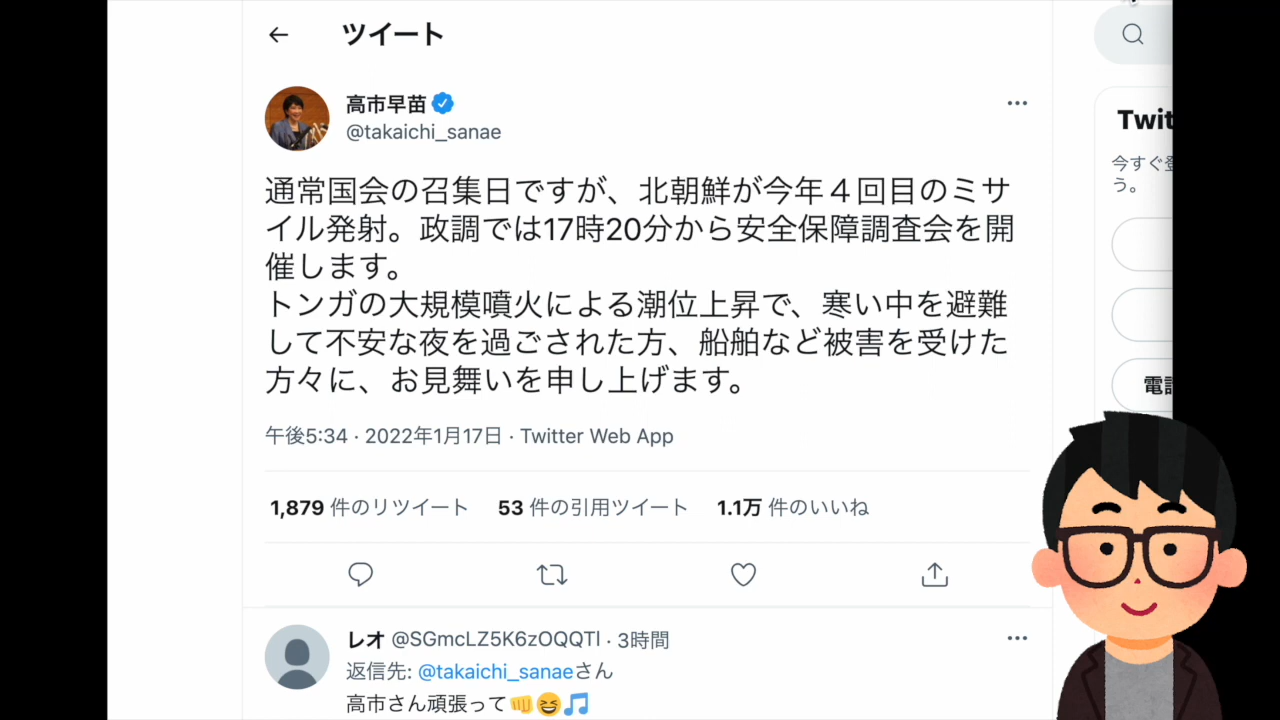 ツイート
高市早苗
@takaichi_sanae
通常国会の召集日ですが、北朝鮮が今年４回目のミサ
イル発射。政調では17時20分から安全保障調査会を開
催します。
トンガの大規模噴火による潮位上昇で、寒い中を避難
して不安な夜を過ごされた方、船舶など被害を受けた
方々に、お見舞いを申し上げます。
午後5:34 · 2022年1月17日 · Twitter Web App
1,879 件のリツイート 53 件の引用ツイート 1.1万 件のいいね
レオ @SGmcLZ5K6zOQQTl · 3時間
返信先: @takaichi_sanaeさん
高市さん頑張って👊😆🎵
Twit
今すぐ登
う。
電話